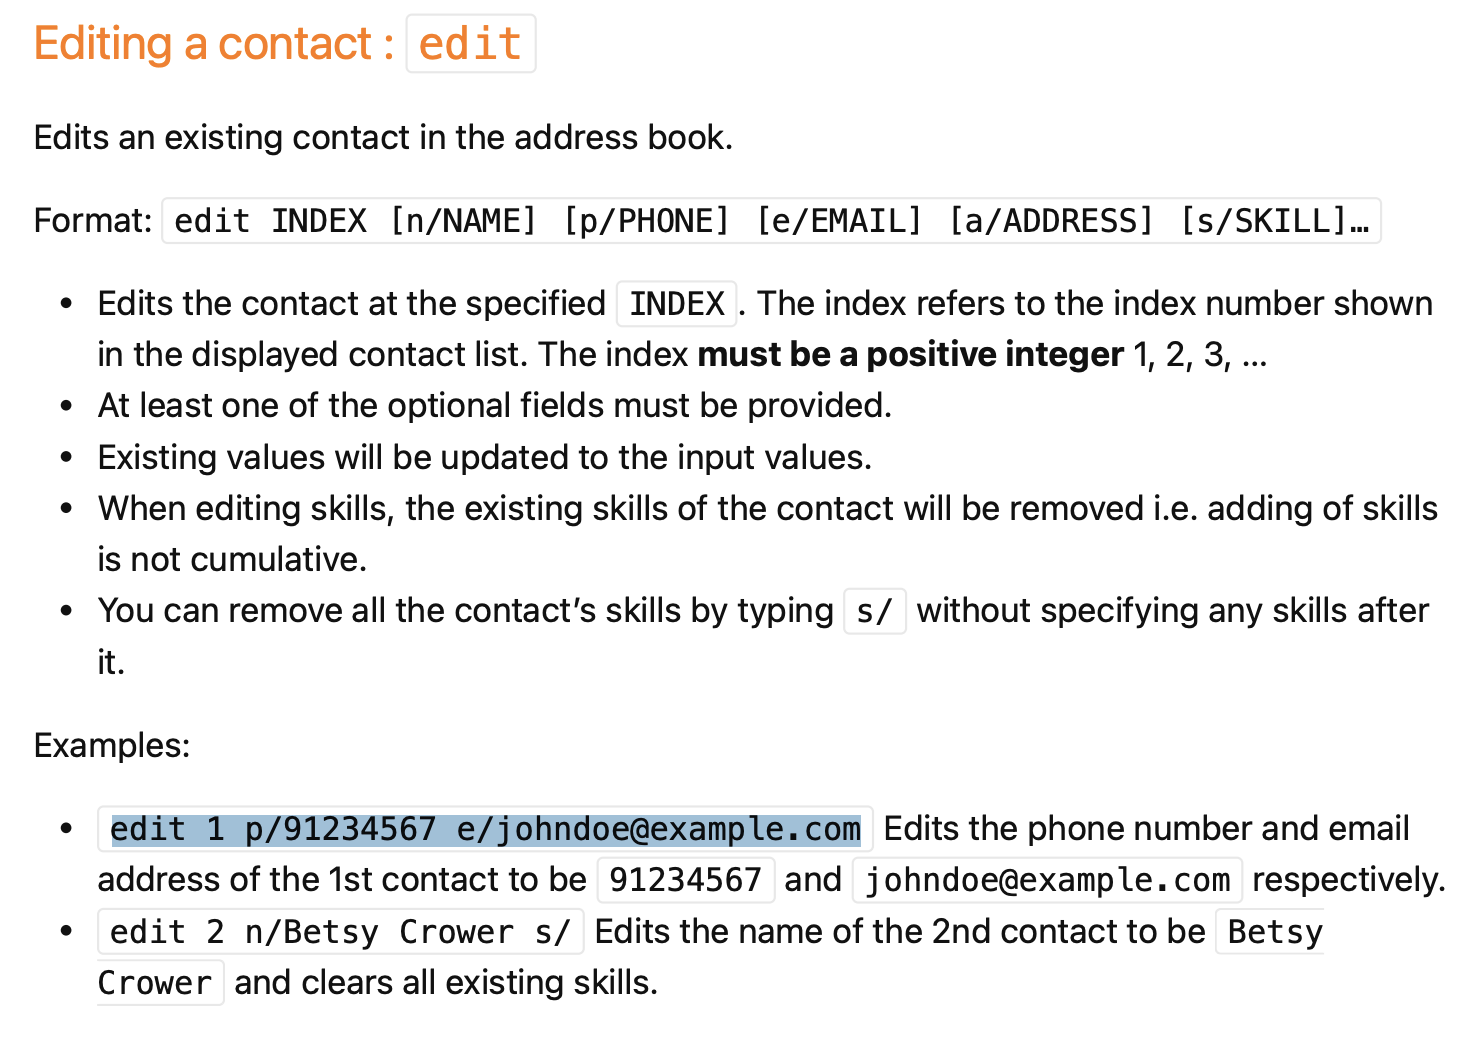 Editing a contact : edit
Edits an existing contact in the address book.
Format: edit INDEX [n/NAME] [p/PHONE] [e/EMAIL] [a/ADDRESS] [s/SKILL]…
• Edits the contact at the specified INDEX. The index refers to the index number shown
in the displayed contact list. The index must be a positive integer 1, 2, 3, …
• At least one of the optional fields must be provided.
• Existing values will be updated to the input values.
• When editing skills, the existing skills of the contact will be removed i.e. adding of skills
is not cumulative.
• You can remove all the contact’s skills by typing s/ without specifying any skills after
it.
Examples:
• edit 1 p/91234567 e/johndoe@example.com Edits the phone number and email
address of the 1st contact to be 91234567 and johndoe@example.com respectively.
• edit 2 n/Betsy Crower s/ Edits the name of the 2nd contact to be Betsy
Crower and clears all existing skills.